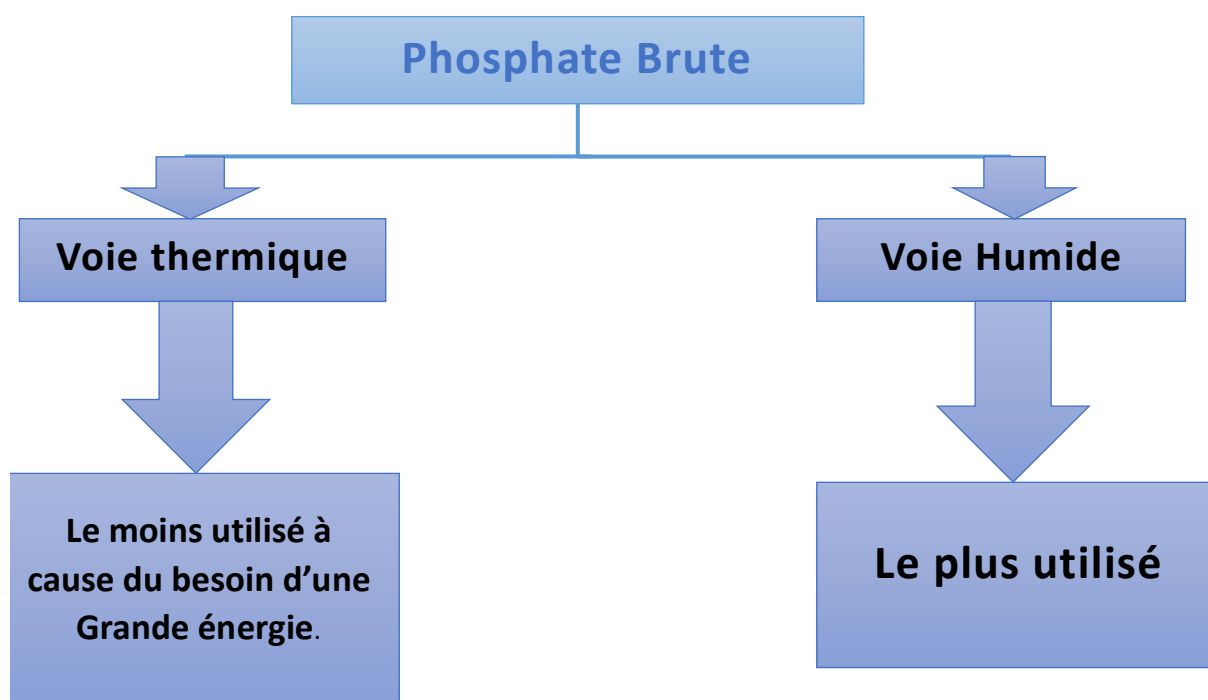 Phosphate Brute
Voie thermique
Voie Humide
Le moins utilisé à
cause du besoin d’une
Grande énergie.
Le plus utilisé